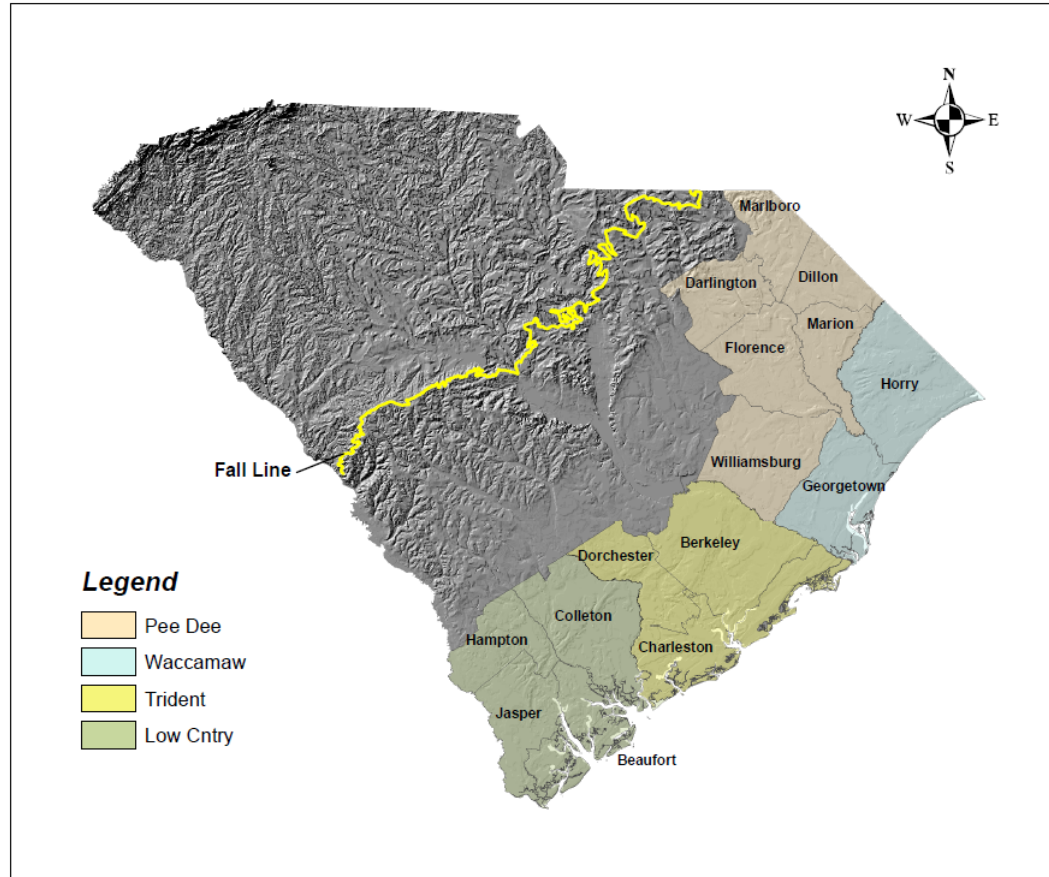 N
W E
S
Marlboro
Darlington
Dillon
Marion
Florence
Horry
Williamsburg
Georgetown
Fall Line
Dorchester
Berkeley
Colleton
Hampton
Charleston
Jasper
Beaufort
Legend
Pee Dee
Waccamaw
Trident
Low Cntry